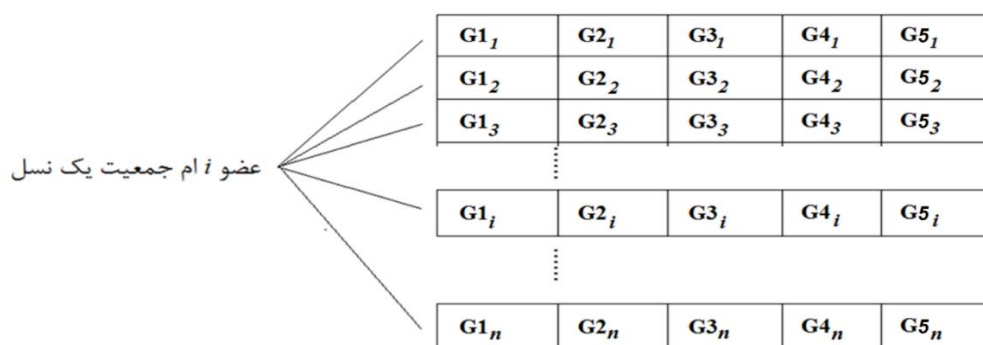 G1₁ G2₁ G3₁ G4₁ G5₁
G1₂ G2₂ G3₂ G4₂ G5₂
G1₃ G2₃ G3₃ G4₃ G5₃
عضو i ام جمعیت یک نسل
G1ᵢ G2ᵢ G3ᵢ G4ᵢ G5ᵢ
G1ₙ G2ₙ G3ₙ G4ₙ G5ₙ